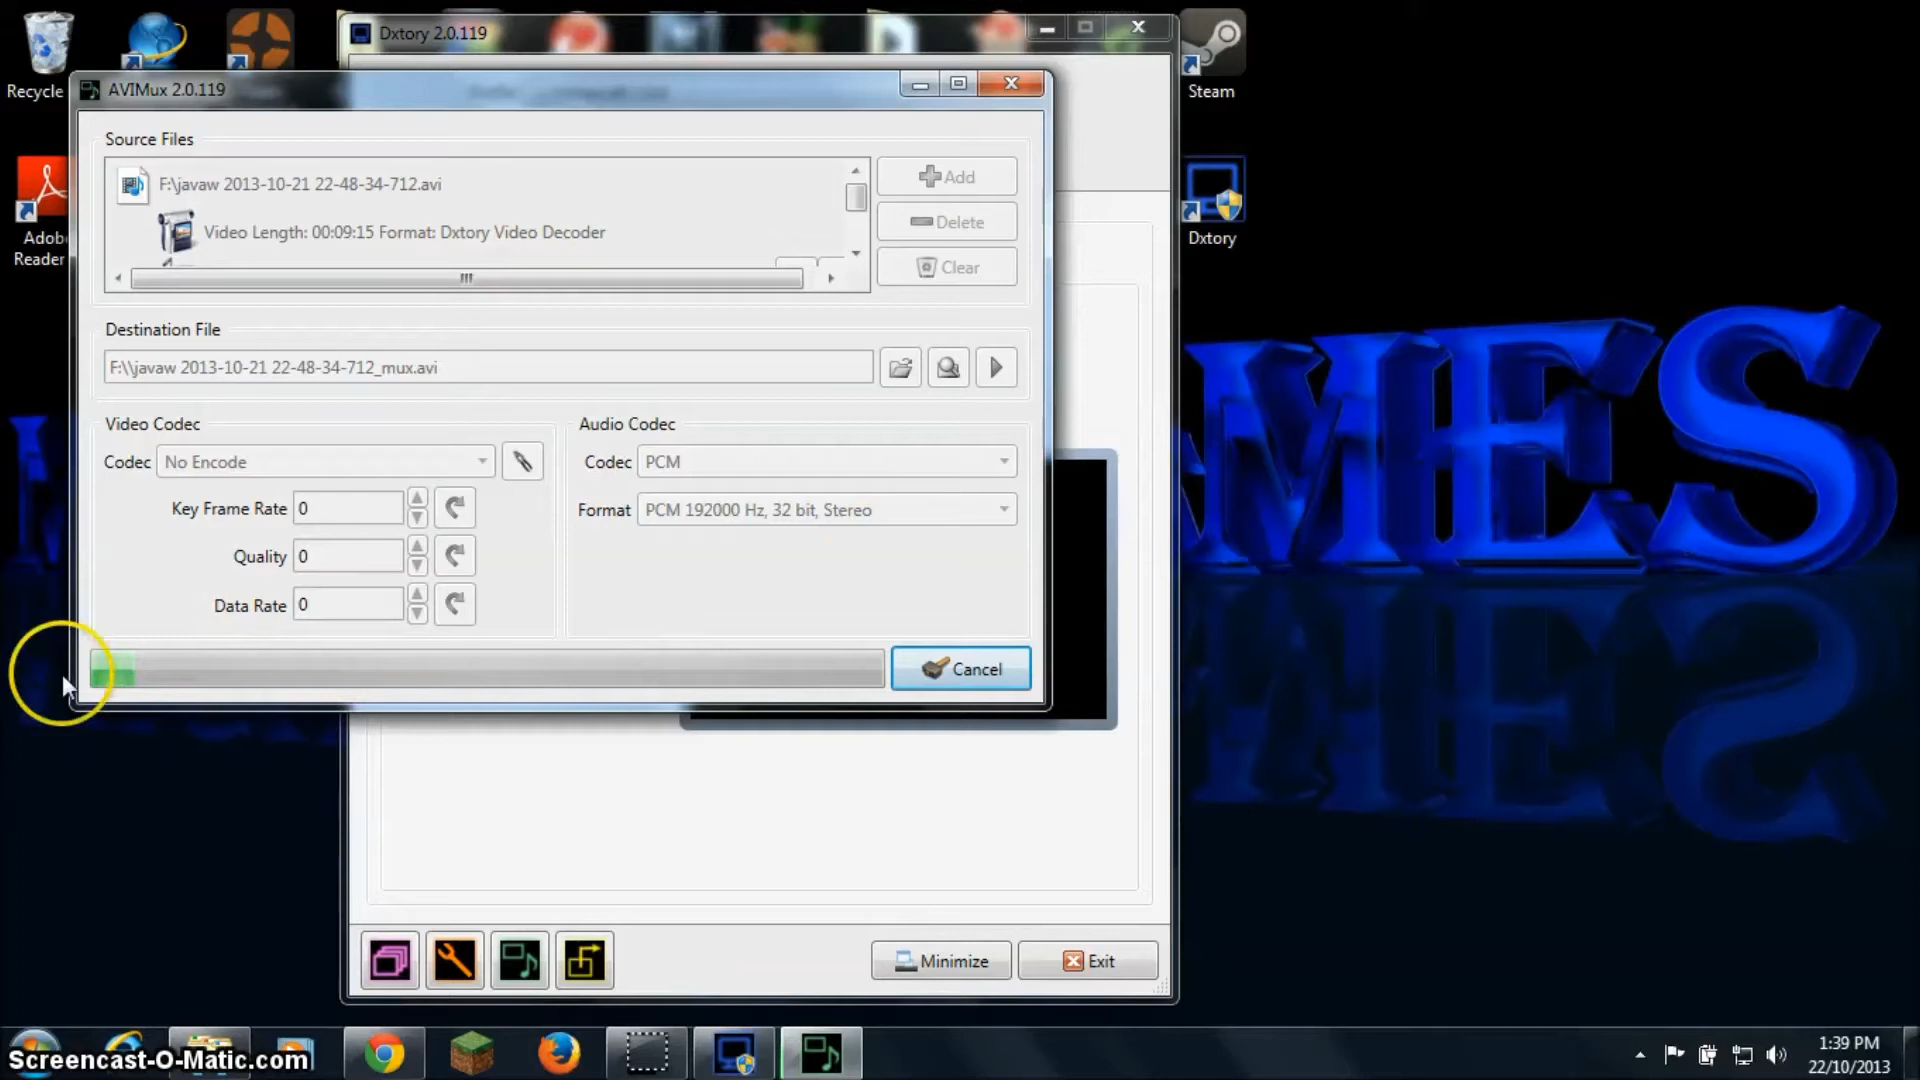 Dxtory 2.0.119
Recycle
Steam
AVIMux 2.0.119
Source Files
F:\javaw 2013-10-21 22-48-34-712.avi
Add
Video Length: 00:09:15 Format: Dxtory Video Decoder
Delete
Clear
Adobe
Reader
Dxtory
Destination File
F:\\javaw 2013-10-21 22-48-34-712_mux.avi
Video Codec
Audio Codec
Codec No Encode
Codec PCM
Key Frame Rate 0
Format PCM 192000 Hz, 32 bit, Stereo
Quality 0
Data Rate 0
Cancel
AMES
Minimize
Exit
Screencast-O-Matic.com
1:39 PM
22/10/2013